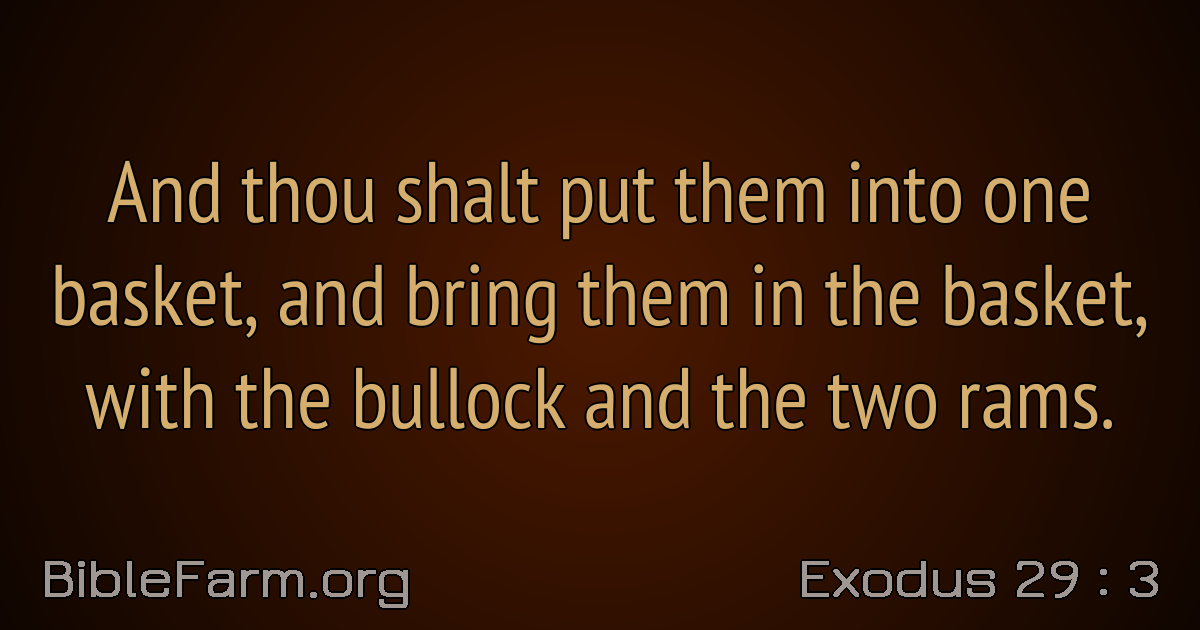 And thou shalt put them into one
basket, and bring them in the basket,
with the bullock and the two rams.
BibleFarm.org
Exodus 29 : 3